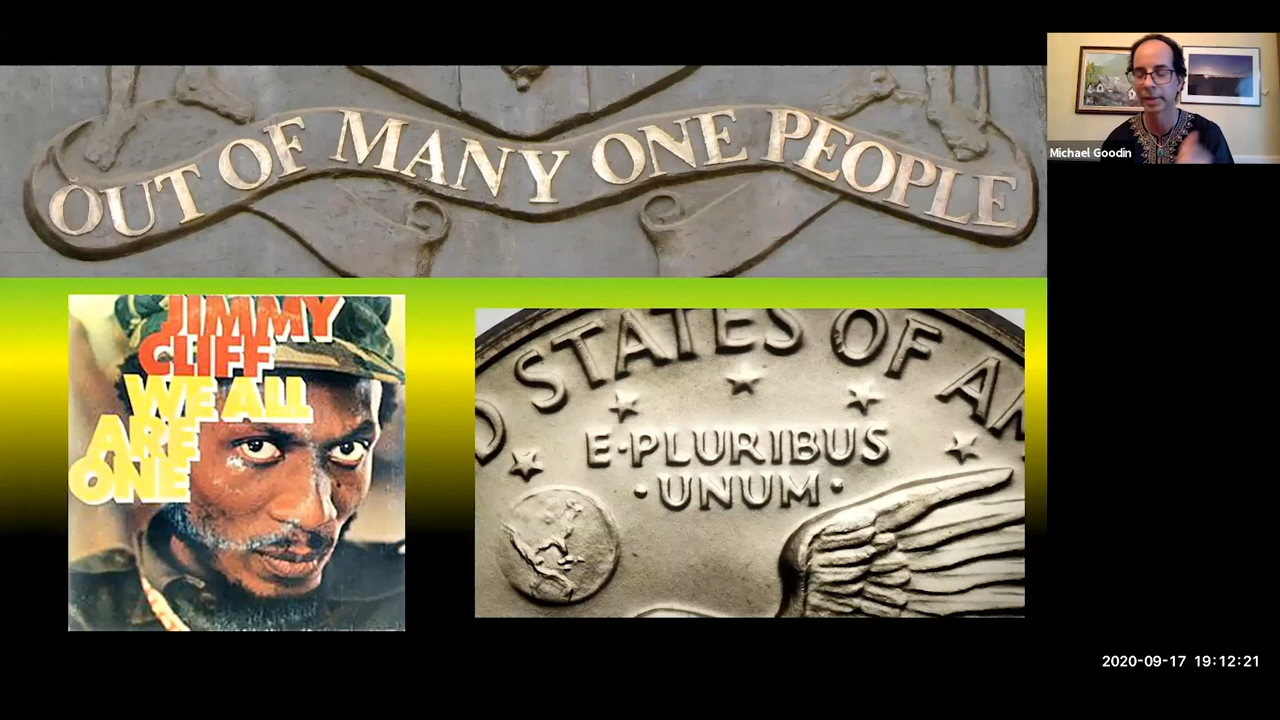 OUT OF MANY ONE PEOPLE
Michael Goodin
JIMMY
CLIFF
WE ALL
ARE
ONE
D STATES OF AM
E·PLURIBUS
·UNUM·
2020-09-17 19:12:21